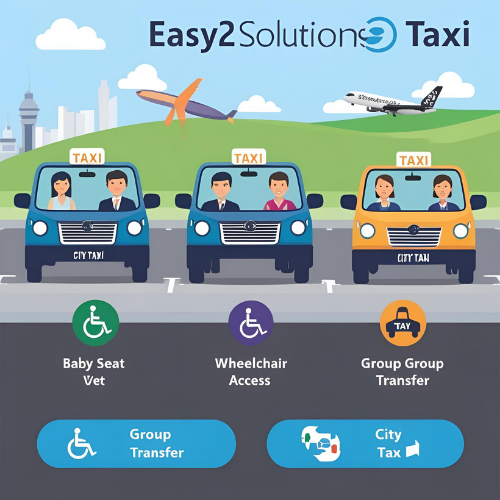 Easy2Solutions Taxi
TAXI
TAXI
TAXI
CITY TAXI
CITY TAXI
Baby Seat
Vet
Wheelchair
Access
TAY
Group Group
Transfer
Group
Transfer
City
Tax